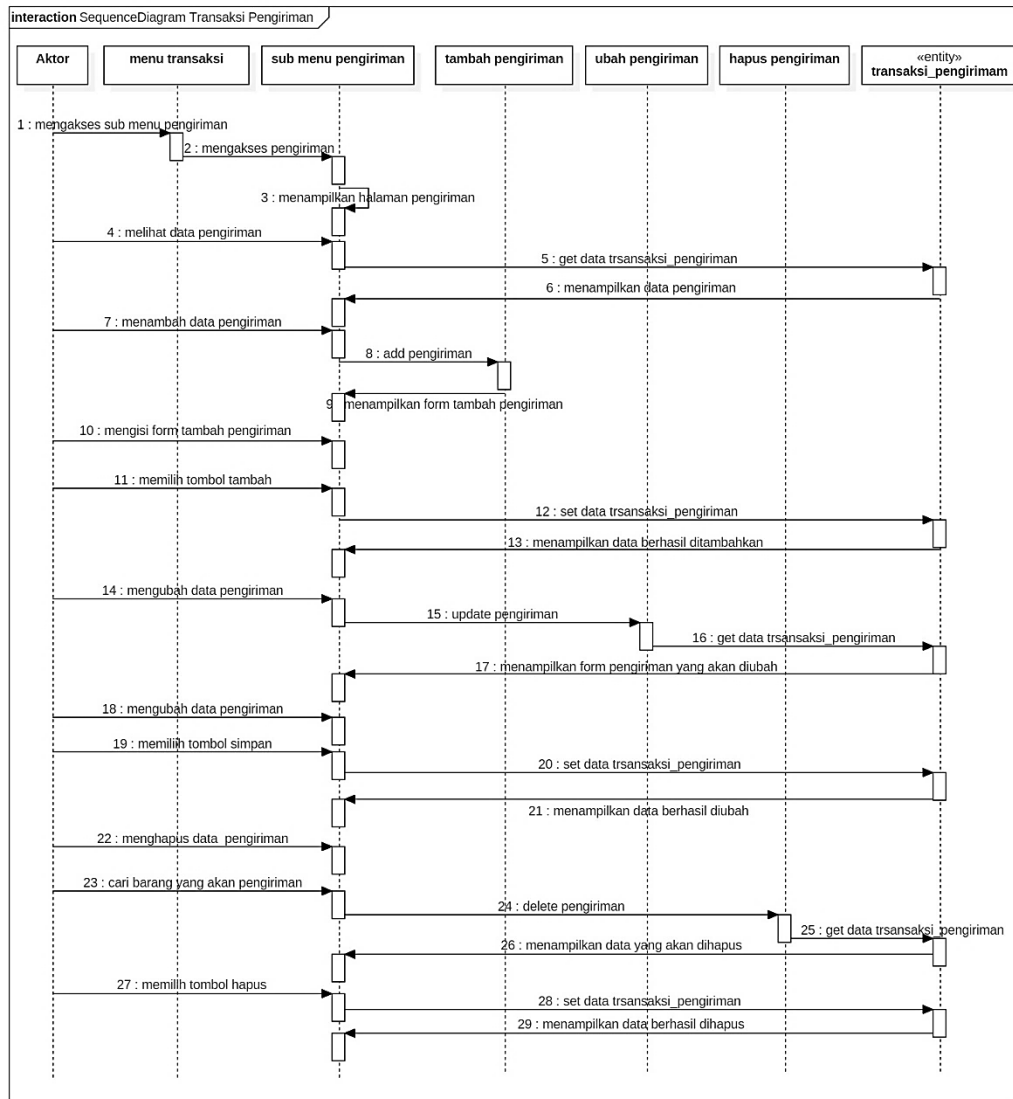 interaction SequenceDiagram Transaksi Pengiriman
Aktor
menu transaksi
sub menu pengiriman
tambah pengiriman
ubah pengiriman
hapus pengiriman
«entity»
transaksi_pengirimam
1 : mengakses sub menu pengiriman
2 : mengakses pengiriman
3 : menampilkan halaman pengiriman
4 : melihat data pengiriman
5 : get data trsansaksi_pengiriman
6 : menampilkan data pengiriman
7 : menambah data pengiriman
8 : add pengiriman
9 : menampilkan form tambah pengiriman
10 : mengisi form tambah pengiriman
11 : memilih tombol tambah
12 : set data trsansaksi_pengiriman
13 : menampilkan data berhasil ditambahkan
14 : mengubah data pengiriman
15 : update pengiriman
16 : get data trsansaksi_pengiriman
17 : menampilkan form pengiriman yang akan diubah
18 : mengubah data pengiriman
19 : memiliih tombol simpan
20 : set data trsansaksi_pengiriman
21 : menampilkan data berhasil diubah
22 : menghapus data  pengiriman
23 : cari barang yang akan pengiriman
24 : delete pengiriman
25 : get data trsansaksi_pengiriman
26 : menampilkan data yang akan dihapus
27 : memilih tombol hapus
28 : set data trsansaksi_pengiriman
29 : menampilkan data berhasil dihapus